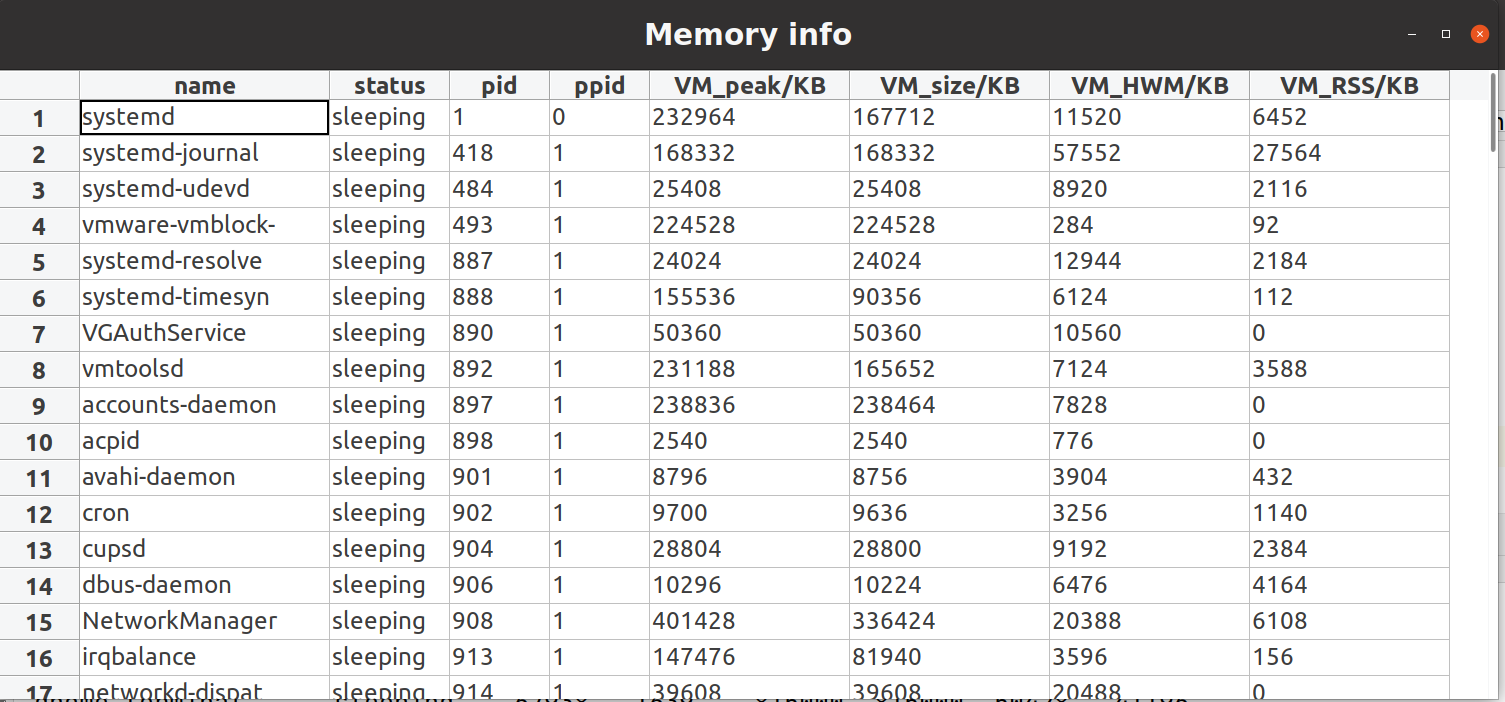 Memory info
name status pid ppid VM_peak/KB VM_size/KB VM_HWM/KB VM_RSS/KB
1 systemd sleeping 1 0 232964 167712 11520 6452
2 systemd-journal sleeping 418 1 168332 168332 57552 27564
3 systemd-udevd sleeping 484 1 25408 25408 8920 2116
4 vmware-vmblock- sleeping 493 1 224528 224528 284 92
5 systemd-resolve sleeping 887 1 24024 24024 12944 2184
6 systemd-timesyn sleeping 888 1 155536 90356 6124 112
7 VGAuthService sleeping 890 1 50360 50360 10560 0
8 vmtoolsd sleeping 892 1 231188 165652 7124 3588
9 accounts-daemon sleeping 897 1 238836 238464 7828 0
10 acpid sleeping 898 1 2540 2540 776 0
11 avahi-daemon sleeping 901 1 8796 8756 3904 432
12 cron sleeping 902 1 9700 9636 3256 1140
13 cupsd sleeping 904 1 28804 28800 9192 2384
14 dbus-daemon sleeping 906 1 10296 10224 6476 4164
15 NetworkManager sleeping 908 1 401428 336424 20388 6108
16 irqbalance sleeping 913 1 147476 81940 3596 156
17 networkd-dispat sleeping 914 1 39608 39608 20488 0